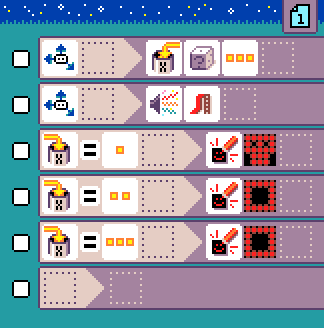 1
X X
=
X =
X =
X =